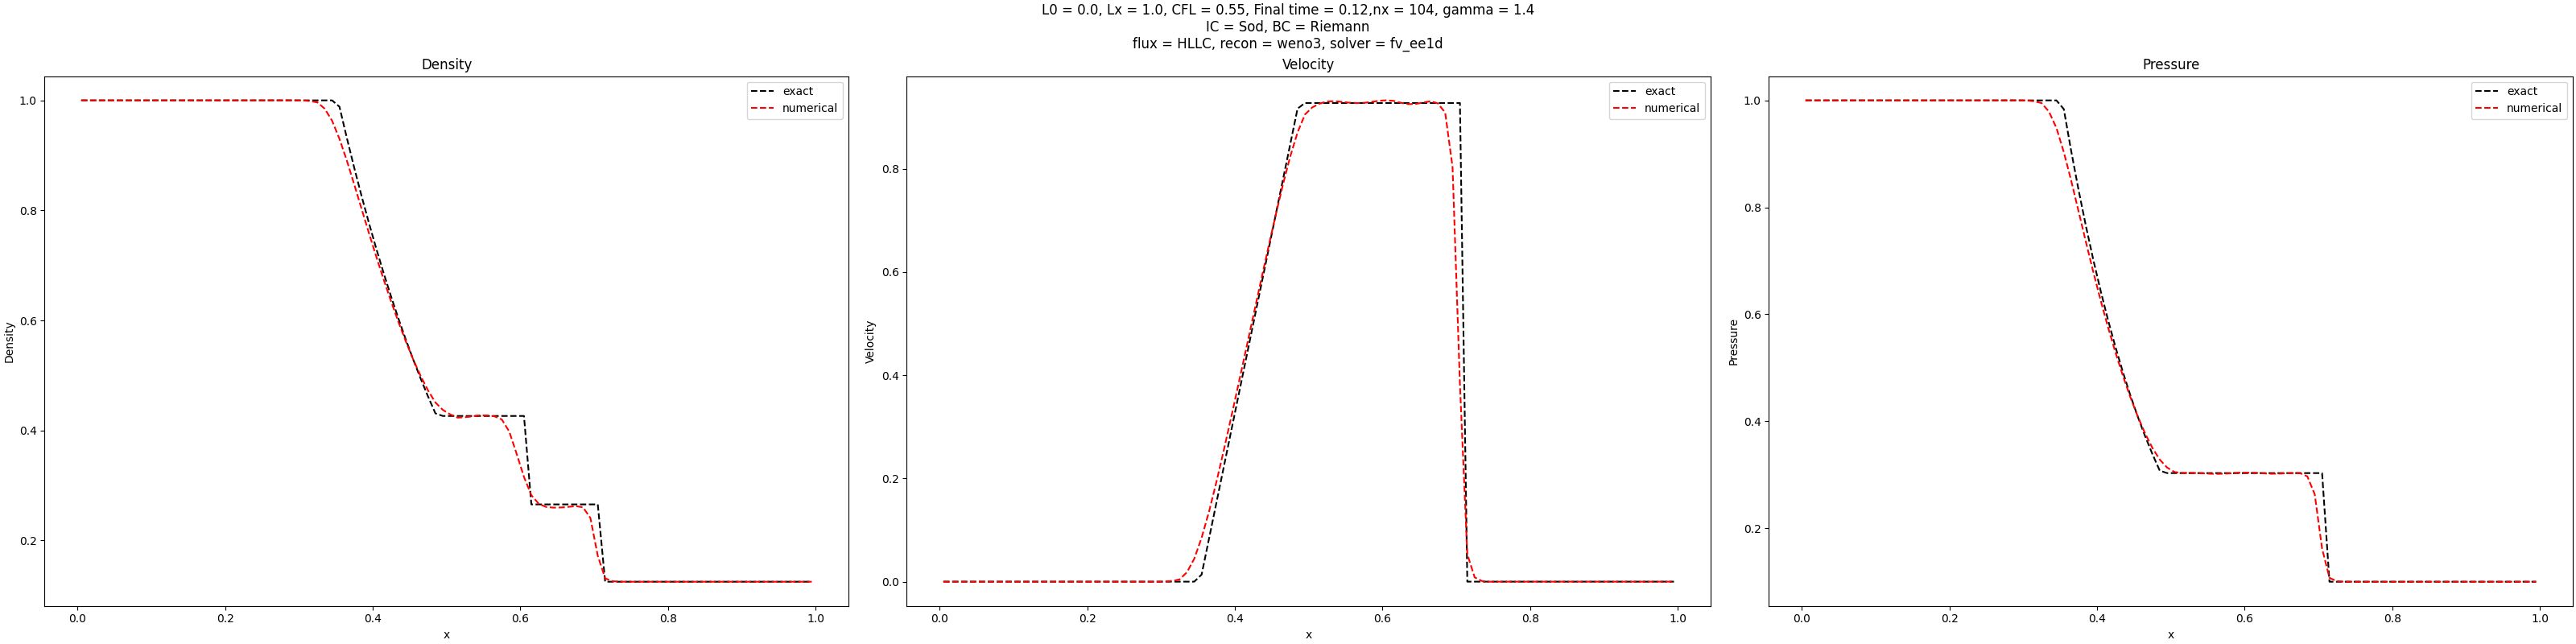 L0 = 0.0, Lx = 1.0, CFL = 0.55, Final time = 0.12,nx = 104, gamma = 1.4
IC = Sod, BC = Riemann
flux = HLLC, recon = weno3, solver = fv_ee1d
Density
exact
numerical
Density
1.0
0.8
0.6
0.4
0.2
0.0
0.2
0.4
0.6
0.8
1.0
x
Velocity
exact
numerical
Velocity
0.8
0.6
0.4
0.2
0.0
0.0
0.2
0.4
0.6
0.8
1.0
x
Pressure
exact
numerical
Pressure
1.0
0.8
0.6
0.4
0.2
0.0
0.2
0.4
0.6
0.8
1.0
x